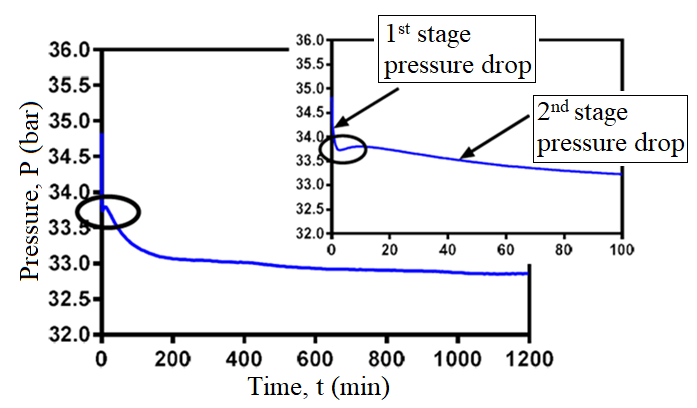 1st stage
pressure drop
2nd stage
pressure drop
36.0
35.5
35.0
34.5
34.0
33.5
33.0
32.5
32.0
0 20 40 60 80 100
Pressure, P (bar)
36.0
35.5
35.0
34.5
34.0
33.5
33.0
32.5
32.0
0 200 400 600 800 1000 1200
Time, t (min)